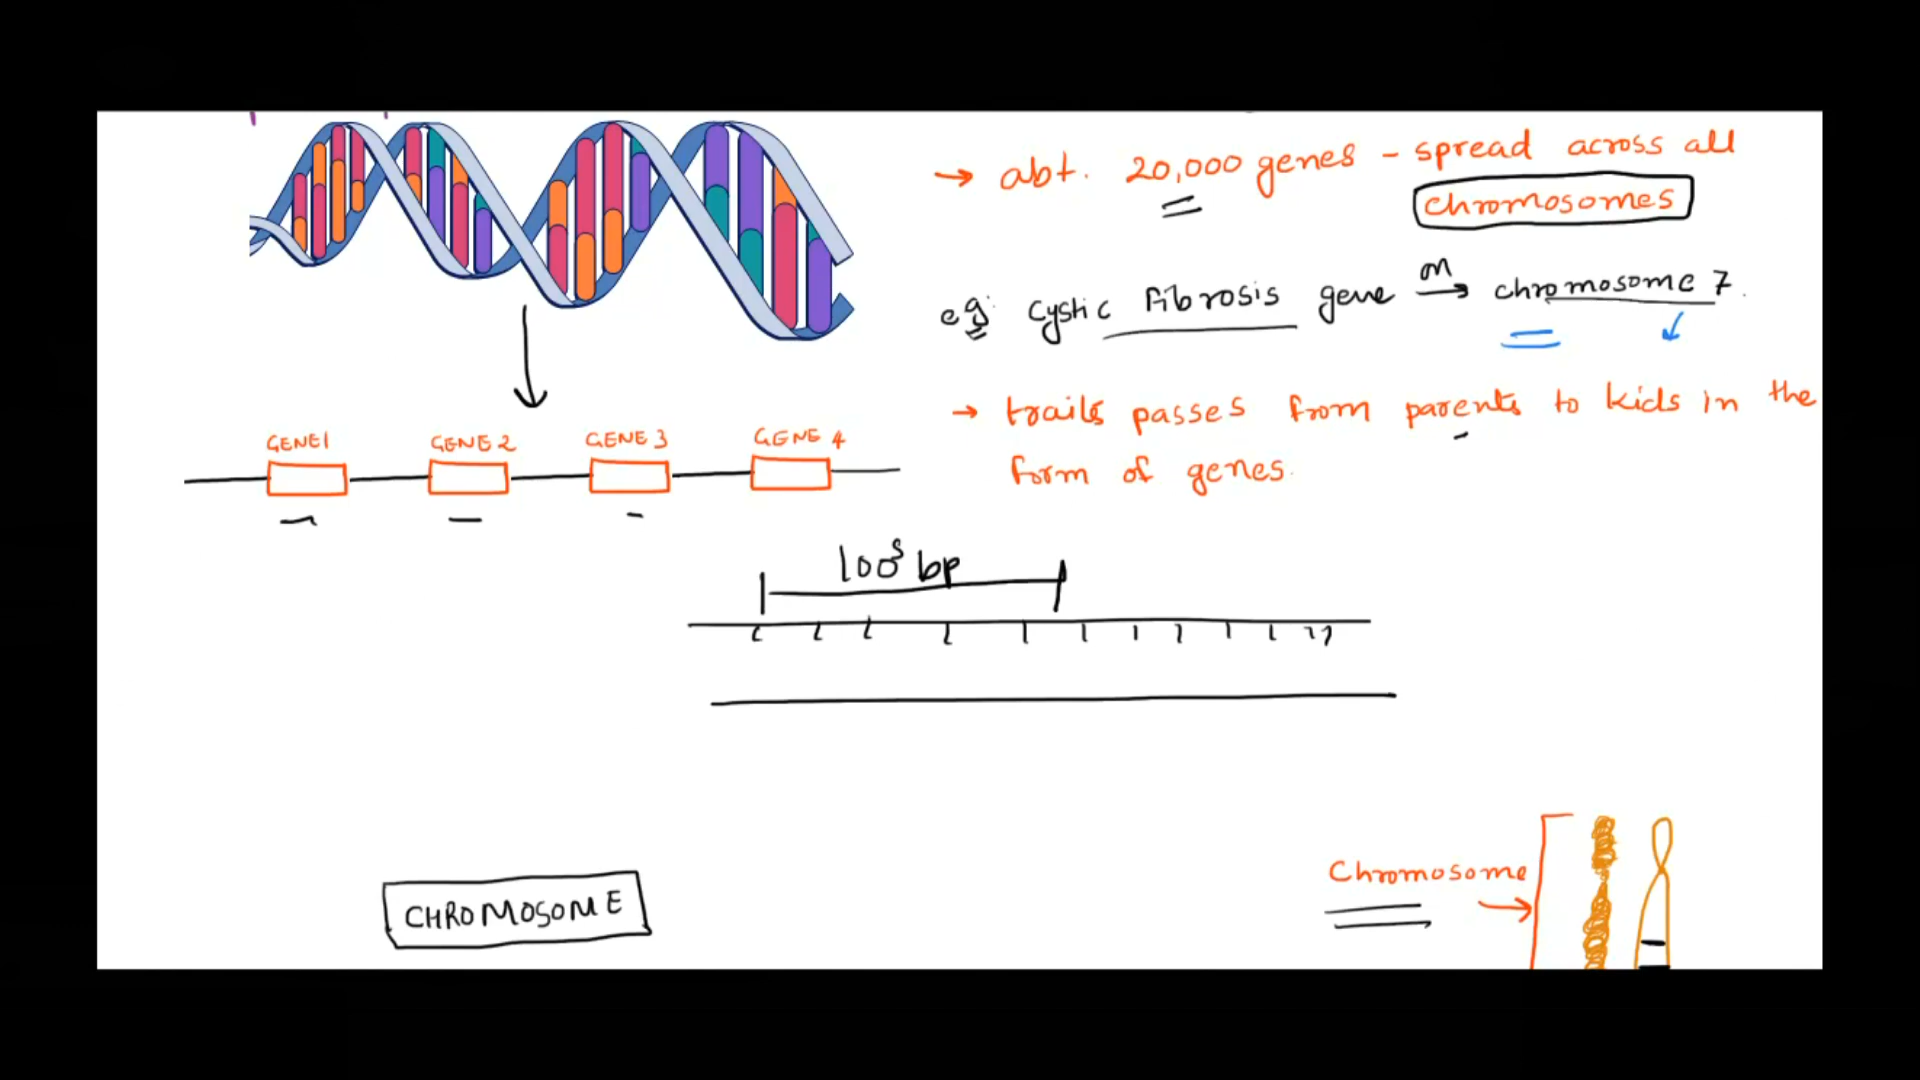 → abt. 20,000 genes - spread across all
chromosomes
eg: Cystic Fibrosis gene on → chromosome 7.
→ traits passes from parents to kids in the
form of genes.
GENE1 GENE 2 GENE 3 GENE 4
100s bp
Chromosome →
CHROMOSOME